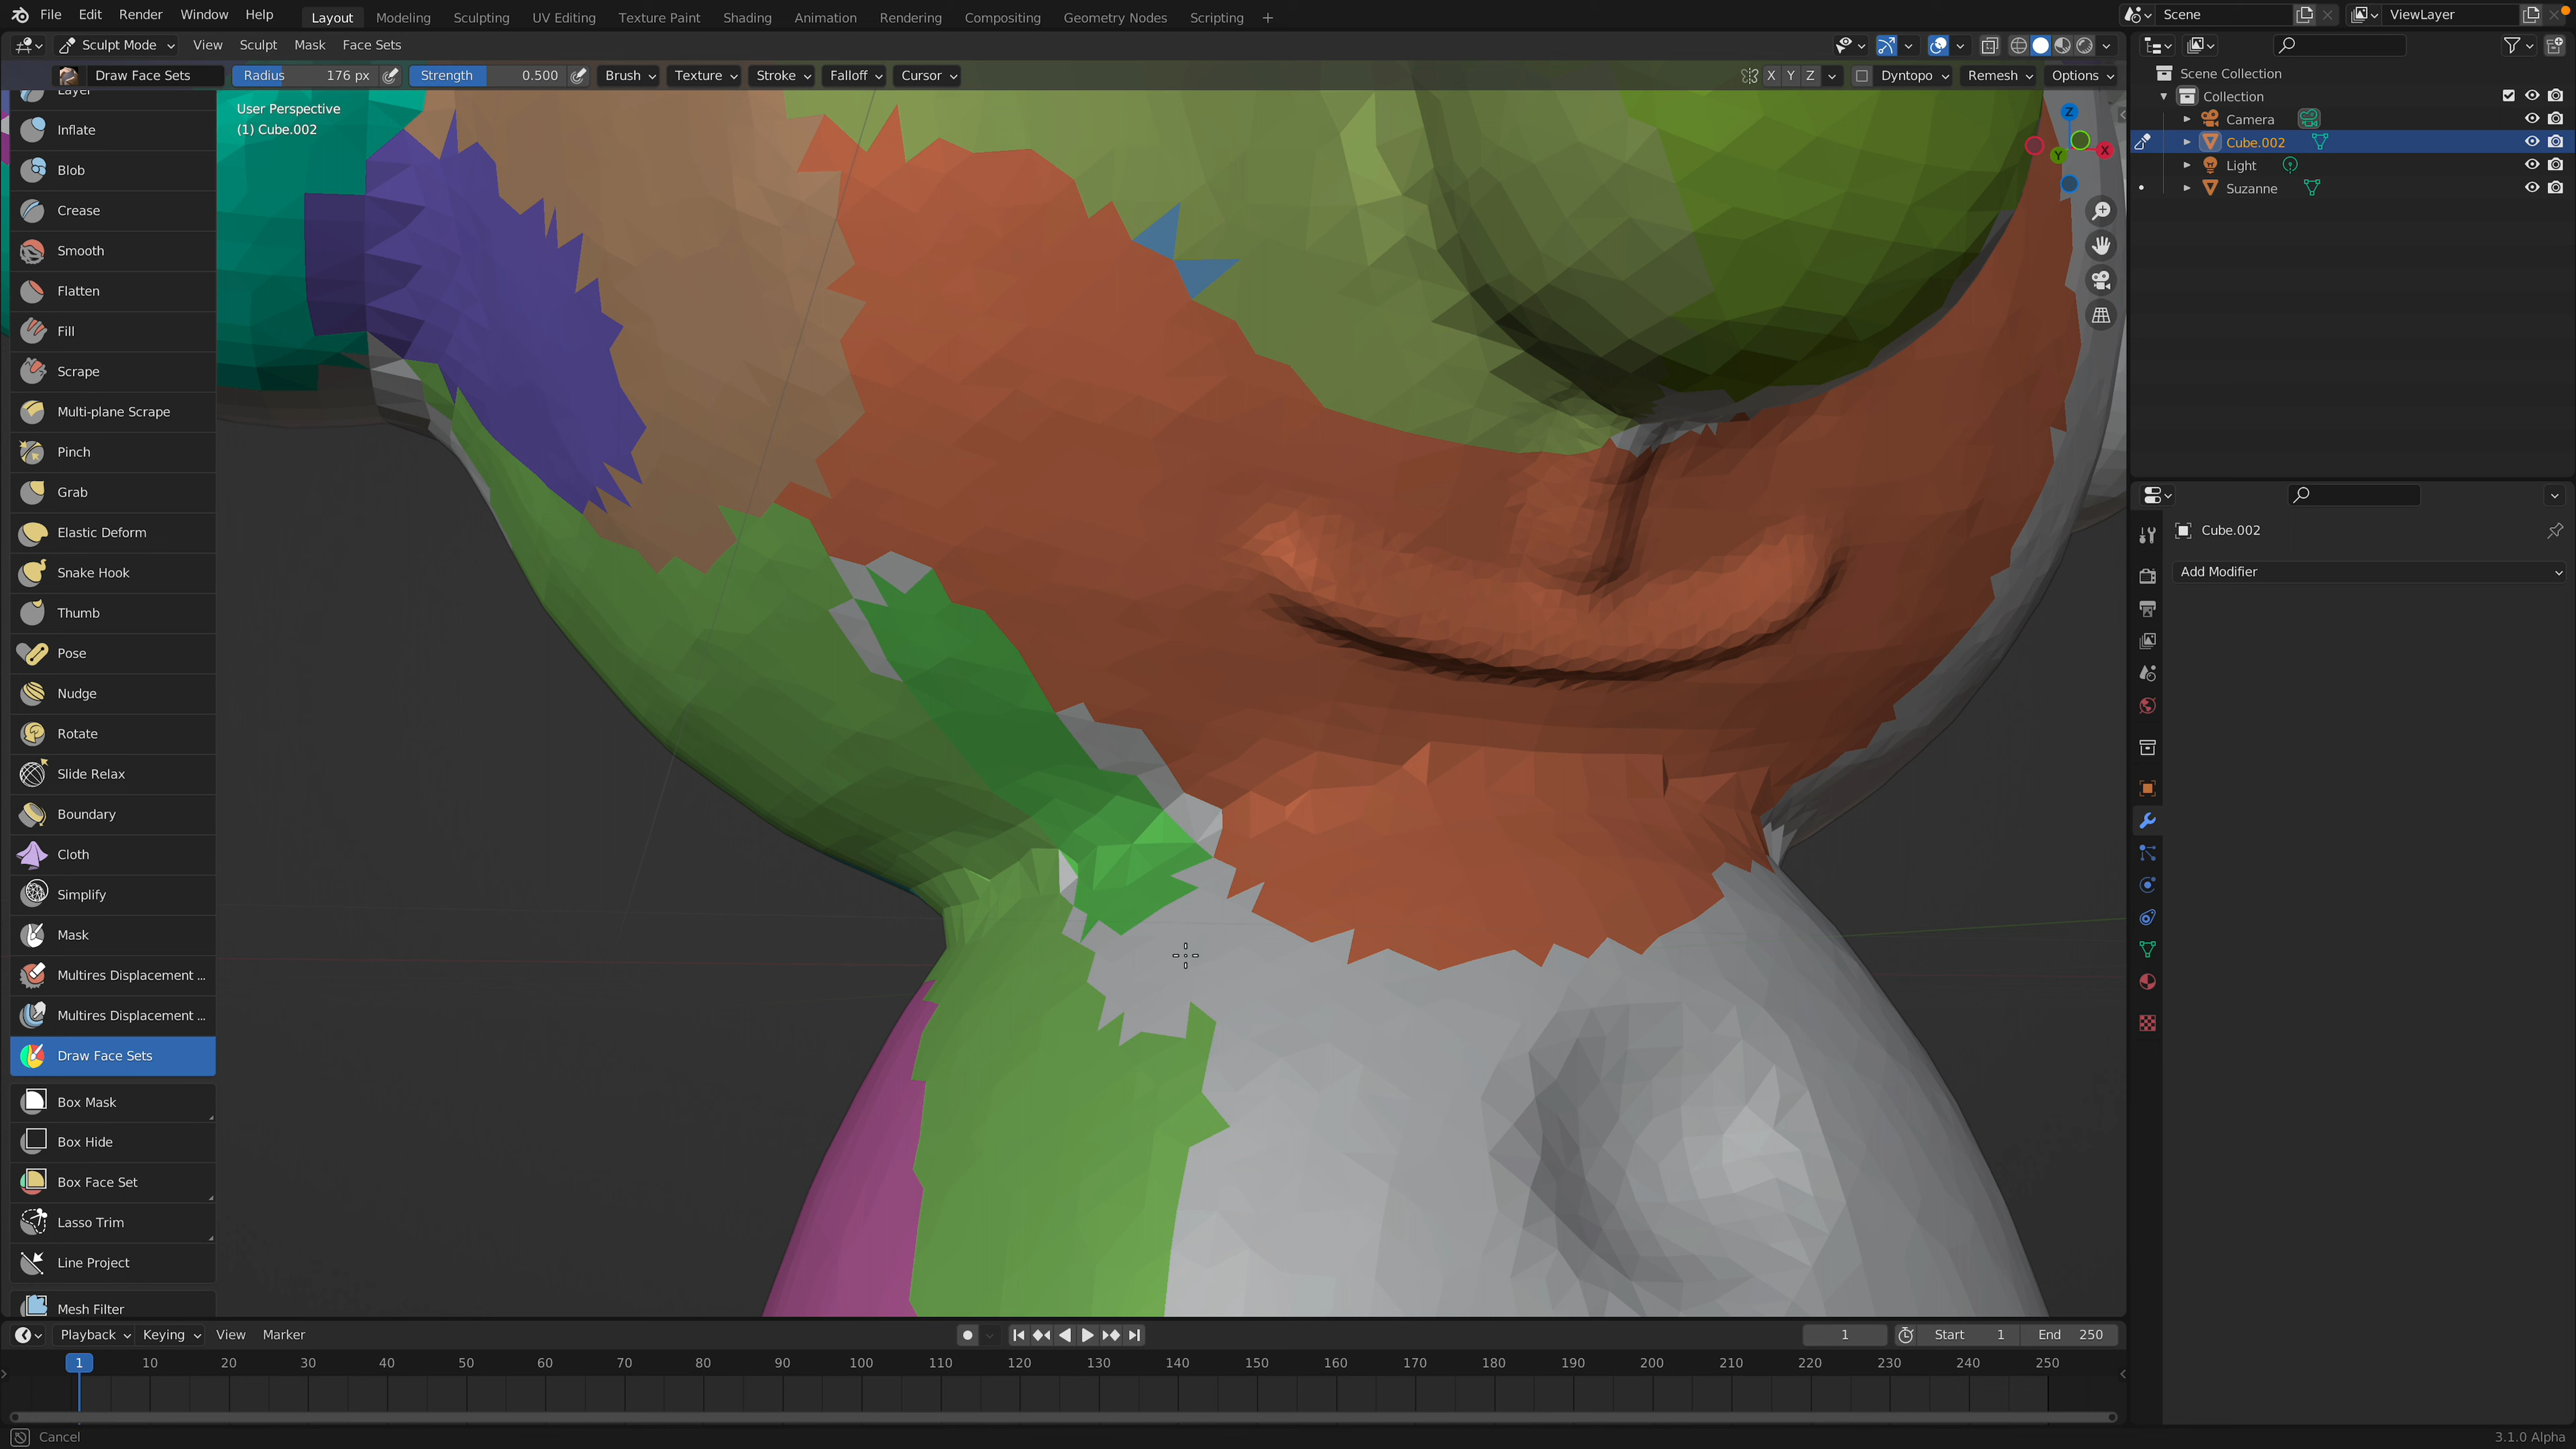 File Edit Render Window Help Layout Modeling Sculpting UV Editing Texture Paint Shading Animation Rendering Compositing Geometry Nodes Scripting + Scene ViewLayer
Sculpt Mode View Sculpt Mask Face Sets
Draw Face Sets Radius 176 px Strength 0.500 Brush Texture Stroke Falloff Cursor X Y Z Dyntopo Remesh Options
User Perspective
(1) Cube.002
Z
X
Y
Layer
Inflate
Blob
Crease
Smooth
Flatten
Fill
Scrape
Multi-plane Scrape
Pinch
Grab
Elastic Deform
Snake Hook
Thumb
Pose
Nudge
Rotate
Slide Relax
Boundary
Cloth
Simplify
Mask
Multires Displacement ...
Multires Displacement ...
Draw Face Sets
Box Mask
Box Hide
Box Face Set
Lasso Trim
Line Project
Mesh Filter
Scene Collection
Collection
Camera
Cube.002
Light
Suzanne
Cube.002
Add Modifier
Playback Keying View Marker 1 Start 1 End 250
1 10 20 30 40 50 60 70 80 90 100 110 120 130 140 150 160 170 180 190 200 210 220 230 240 250
Cancel 3.1.0 Alpha